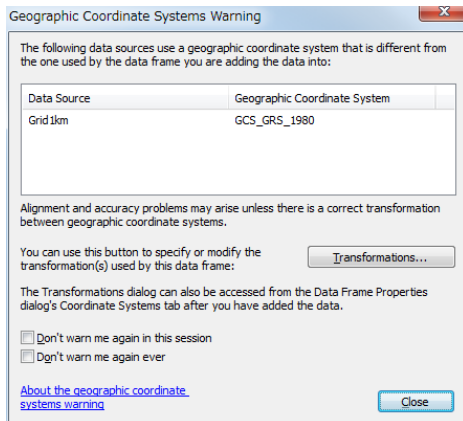 Geographic Coordinate Systems Warning
The following data sources use a geographic coordinate system that is different from
the one used by the data frame you are adding the data into:
Data Source Geographic Coordinate System
Grid1km GCS_GRS_1980
Alignment and accuracy problems may arise unless there is a correct transformation
between geographic coordinate systems.
You can use this button to specify or modify the
transformation(s) used by this data frame:
Transformations...
The Transformations dialog can also be accessed from the Data Frame Properties
dialog's Coordinate Systems tab after you have added the data.
Don't warn me again in this session
Don't warn me again ever
About the geographic coordinate
systems warning
Close